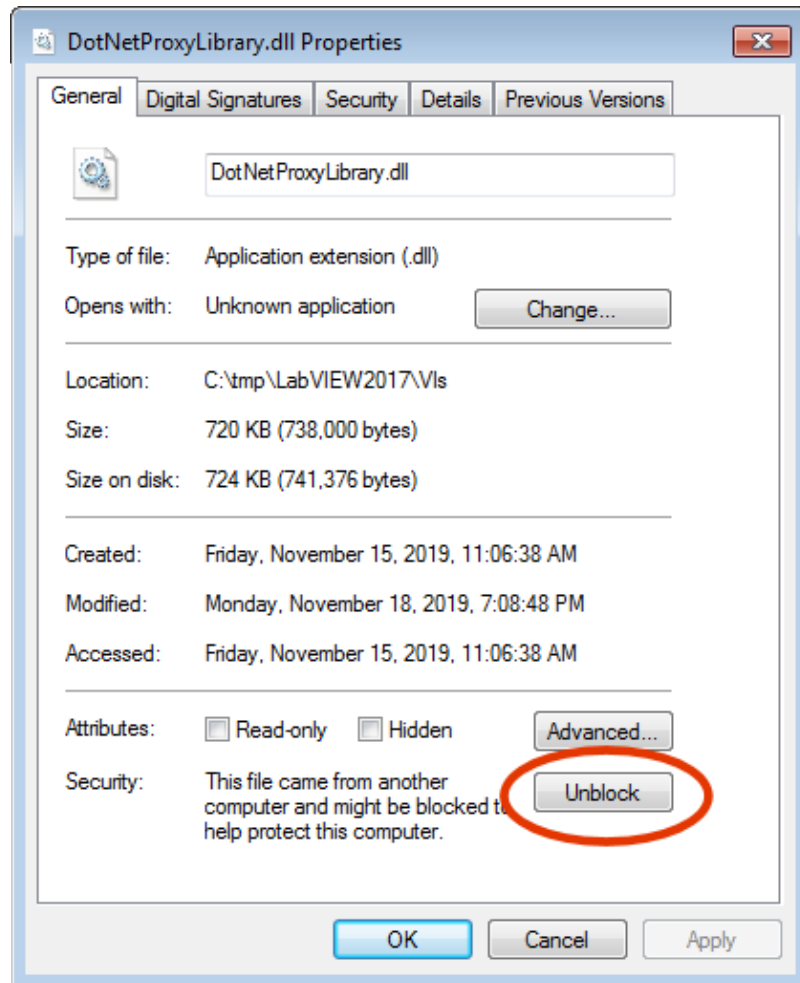 DotNetProxyLibrary.dll Properties
General Digital Signatures Security Details Previous Versions
DotNetProxyLibrary.dll
Type of file: Application extension (.dll)
Opens with: Unknown application Change...
Location: C:\tmp\LabVIEW2017\VIs
Size: 720 KB (738,000 bytes)
Size on disk: 724 KB (741,376 bytes)
Created: Friday, November 15, 2019, 11:06:38 AM
Modified: Monday, November 18, 2019, 7:08:48 PM
Accessed: Friday, November 15, 2019, 11:06:38 AM
Attributes: Read-only Hidden Advanced...
Security: This file came from another
computer and might be blocked to
help protect this computer.
Unblock
OK Cancel Apply